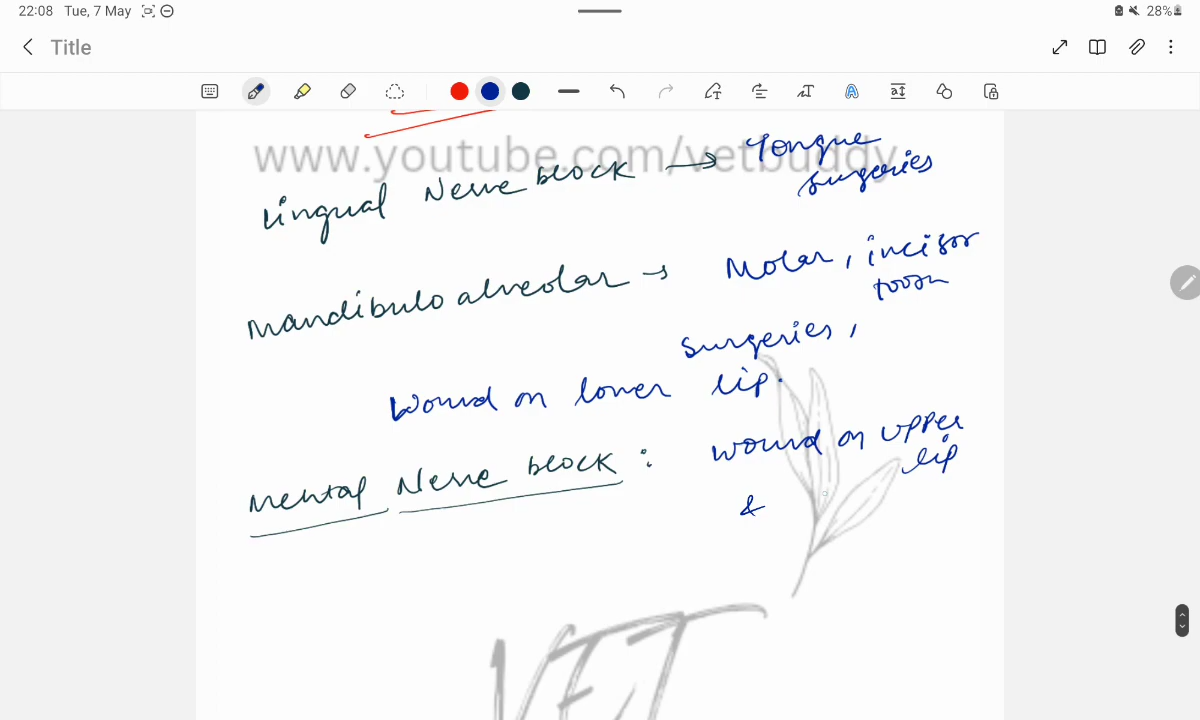 22:08 Tue, 7 May 28%
Title
www.youtube.com/vetbuddy
Lingual Nerve block → Tongue
surgeries
Mandibulo alveolar → Molar, incisor
tooth
surgeries,
Wound on lower lip.
Mental Nerve block : wound on upper
lip
&
VET